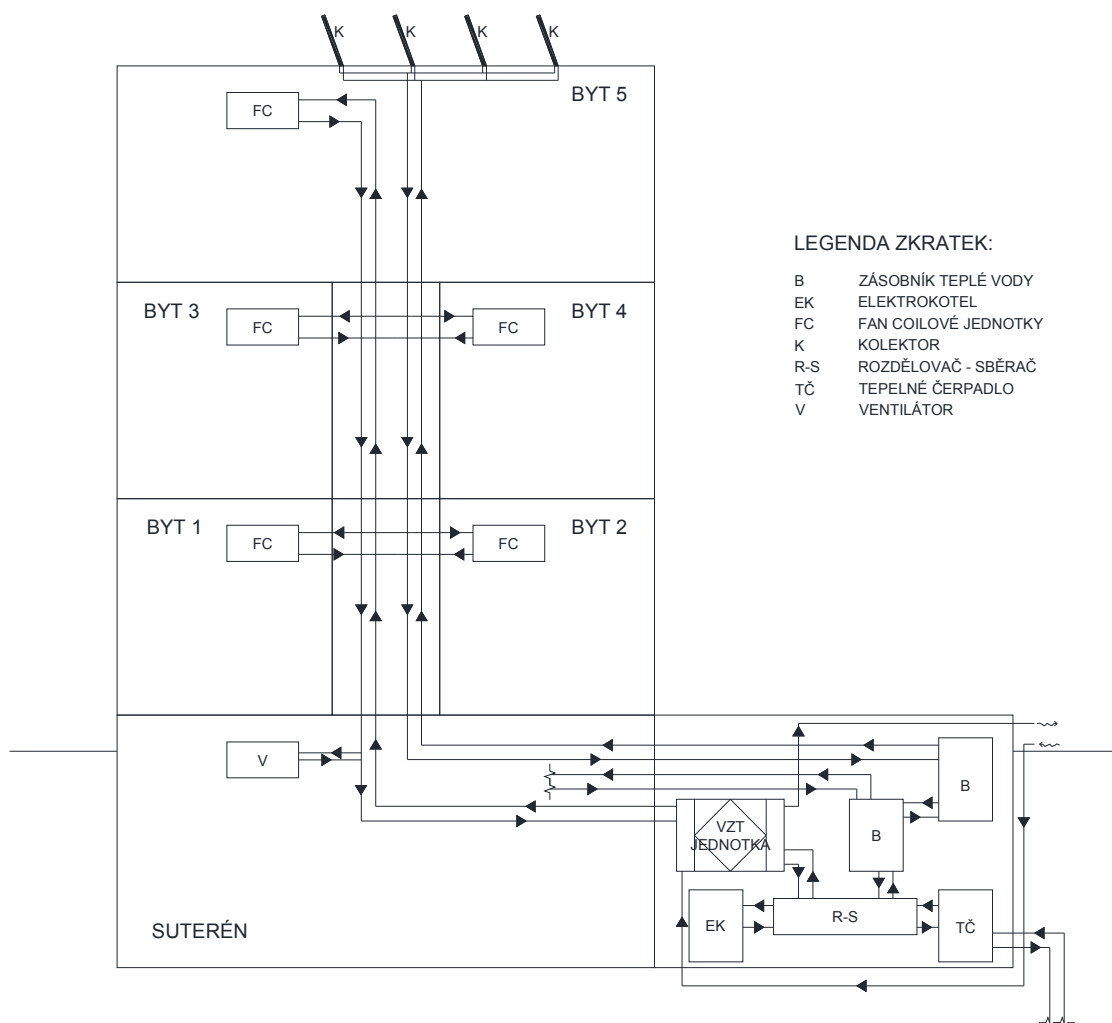 K K K K
BYT 5
FC
LEGENDA ZKRATEK:
B ZÁSOBNÍK TEPLÉ VODY
EK ELEKTROKOTEL
FC FAN COILOVÉ JEDNOTKY
K KOLEKTOR
R-S ROZDĚLOVAČ - SBĚRAČ
TČ TEPELNÉ ČERPADLO
V VENTILÁTOR
BYT 3 BYT 4
FC FC
BYT 1 BYT 2
FC FC
V
B
VZT
JEDNOTKA
B
EK R-S TČ
SUTERÉN